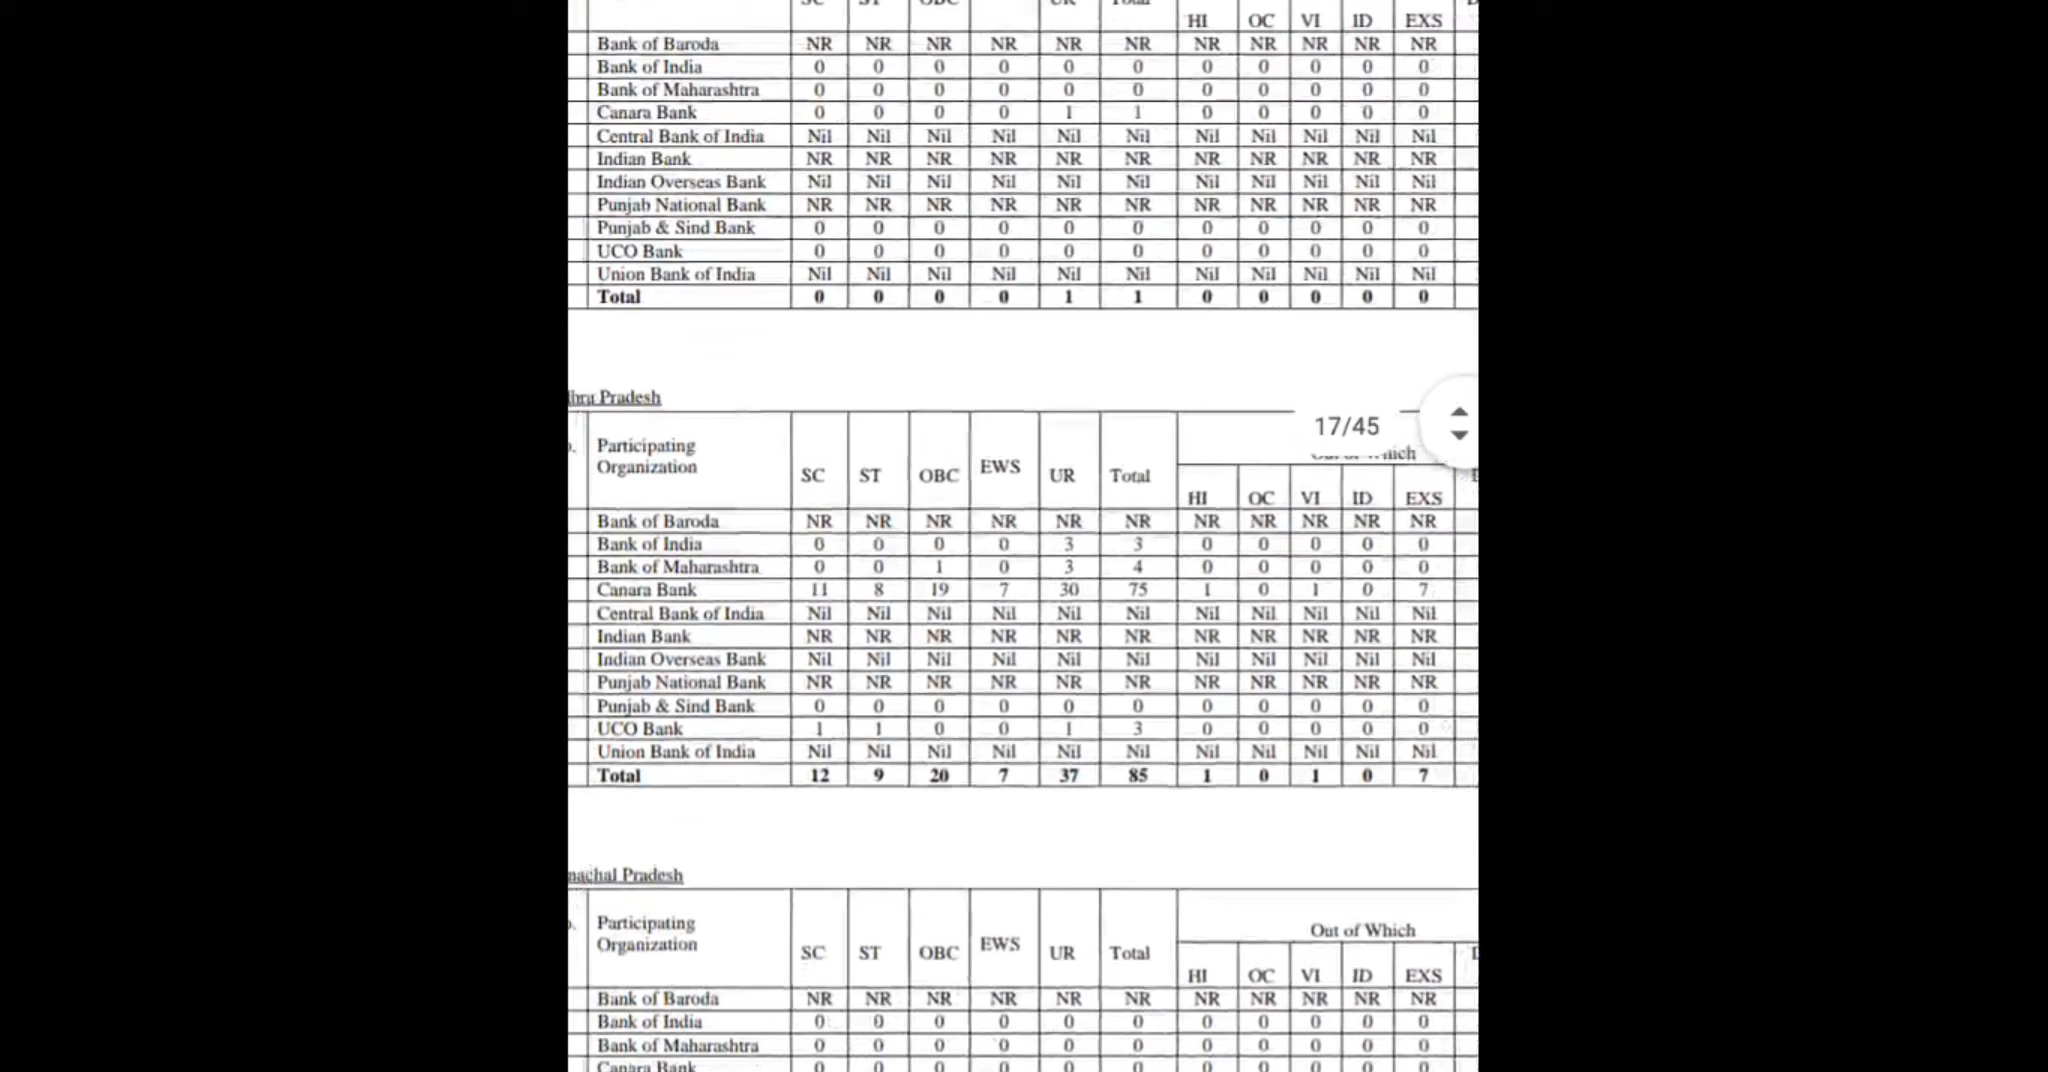 HI OC VI ID EXS
Bank of Baroda NR NR NR NR NR NR NR NR NR NR NR
Bank of India 0 0 0 0 0 0 0 0 0 0 0
Bank of Maharashtra 0 0 0 0 0 0 0 0 0 0 0
Canara Bank 0 0 0 0 1 1 0 0 0 0 0
Central Bank of India Nil Nil Nil Nil Nil Nil Nil Nil Nil Nil Nil
Indian Bank NR NR NR NR NR NR NR NR NR NR NR
Indian Overseas Bank Nil Nil Nil Nil Nil Nil Nil Nil Nil Nil Nil
Punjab National Bank NR NR NR NR NR NR NR NR NR NR NR
Punjab & Sind Bank 0 0 0 0 0 0 0 0 0 0 0
UCO Bank 0 0 0 0 0 0 0 0 0 0 0
Union Bank of India Nil Nil Nil Nil Nil Nil Nil Nil Nil Nil Nil
Total 0 0 0 0 1 1 0 0 0 0 0
hra Pradesh
17/45
Participating
Organization SC ST OBC EWS UR Total
HI OC VI ID EXS
Bank of Baroda NR NR NR NR NR NR NR NR NR NR NR
Bank of India 0 0 0 0 3 3 0 0 0 0 0
Bank of Maharashtra 0 0 1 0 3 4 0 0 0 0 0
Canara Bank 11 8 19 7 30 75 1 0 1 0 7
Central Bank of India Nil Nil Nil Nil Nil Nil Nil Nil Nil Nil Nil
Indian Bank NR NR NR NR NR NR NR NR NR NR NR
Indian Overseas Bank Nil Nil Nil Nil Nil Nil Nil Nil Nil Nil Nil
Punjab National Bank NR NR NR NR NR NR NR NR NR NR NR
Punjab & Sind Bank 0 0 0 0 0 0 0 0 0 0 0
UCO Bank 1 1 0 0 1 3 0 0 0 0 0
Union Bank of India Nil Nil Nil Nil Nil Nil Nil Nil Nil Nil Nil
Total 12 9 20 7 37 85 1 0 1 0 7
nachal Pradesh
Participating
Organization SC ST OBC EWS UR Total Out of Which
HI OC VI ID EXS
Bank of Baroda NR NR NR NR NR NR NR NR NR NR NR
Bank of India 0 0 0 0 0 0 0 0 0 0 0
Bank of Maharashtra 0 0 0 0 0 0 0 0 0 0 0
Canara Bank 0 0 0 0 0 0 0 0 0 0 0